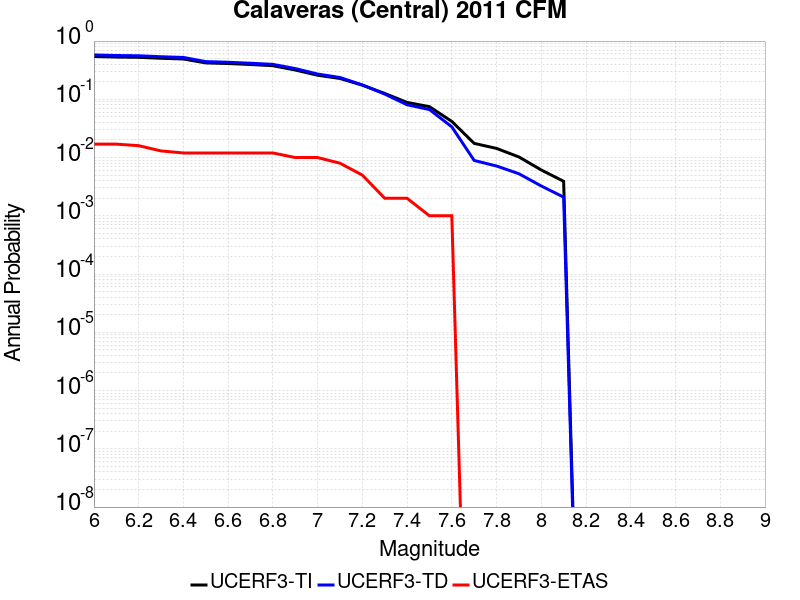 Calaveras (Central) 2011 CFM
10^0
10^-1
10^-2
10^-3
10^-4
10^-5
10^-6
10^-7
10^-8
Annual Probability
6 6.2 6.4 6.6 6.8 7 7.2 7.4 7.6 7.8 8 8.2 8.4 8.6 8.8 9
Magnitude
UCERF3-TI UCERF3-TD UCERF3-ETAS